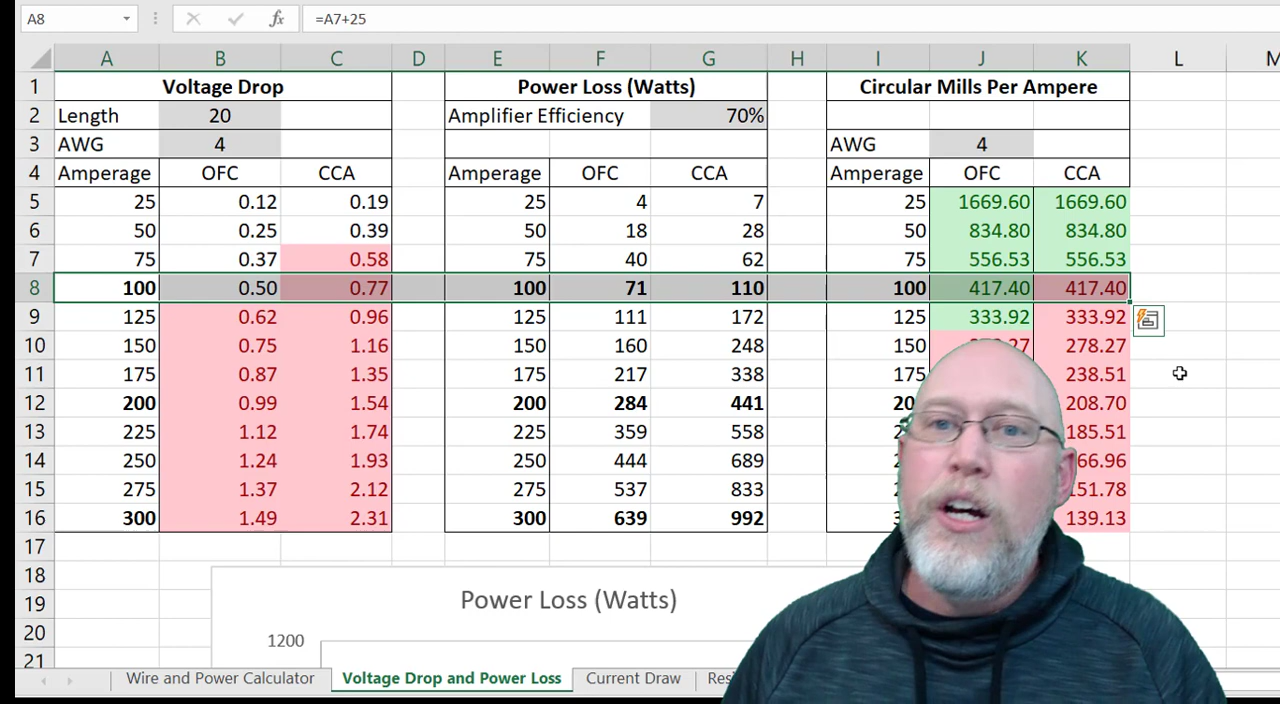 A8 fx =A7+25
A B C D E F G H I J K L M
1 Voltage Drop Power Loss (Watts) Circular Mills Per Ampere
2 Length 20 Amplifier Efficiency 70%
3 AWG 4 AWG 4
4 Amperage OFC CCA Amperage OFC CCA Amperage OFC CCA
5 25 0.12 0.19 25 4 7 25 1669.60 1669.60
6 50 0.25 0.39 50 18 28 50 834.80 834.80
7 75 0.37 0.58 75 40 62 75 556.53 556.53
8 100 0.50 0.77 100 71 110 100 417.40 417.40
9 125 0.62 0.96 125 111 172 125 333.92 333.92
10 150 0.75 1.16 150 160 248 150 278.27
11 175 0.87 1.35 175 217 338 175 238.51
12 200 0.99 1.54 200 284 441 208.70
13 225 1.12 1.74 225 359 558 185.51
14 250 1.24 1.93 250 444 689
15 275 1.37 2.12 275 537 833
16 300 1.49 2.31 300 639 992 139.13
17
18
19 Power Loss (Watts)
20 1200
21
Wire and Power Calculator Voltage Drop and Power Loss Current Draw